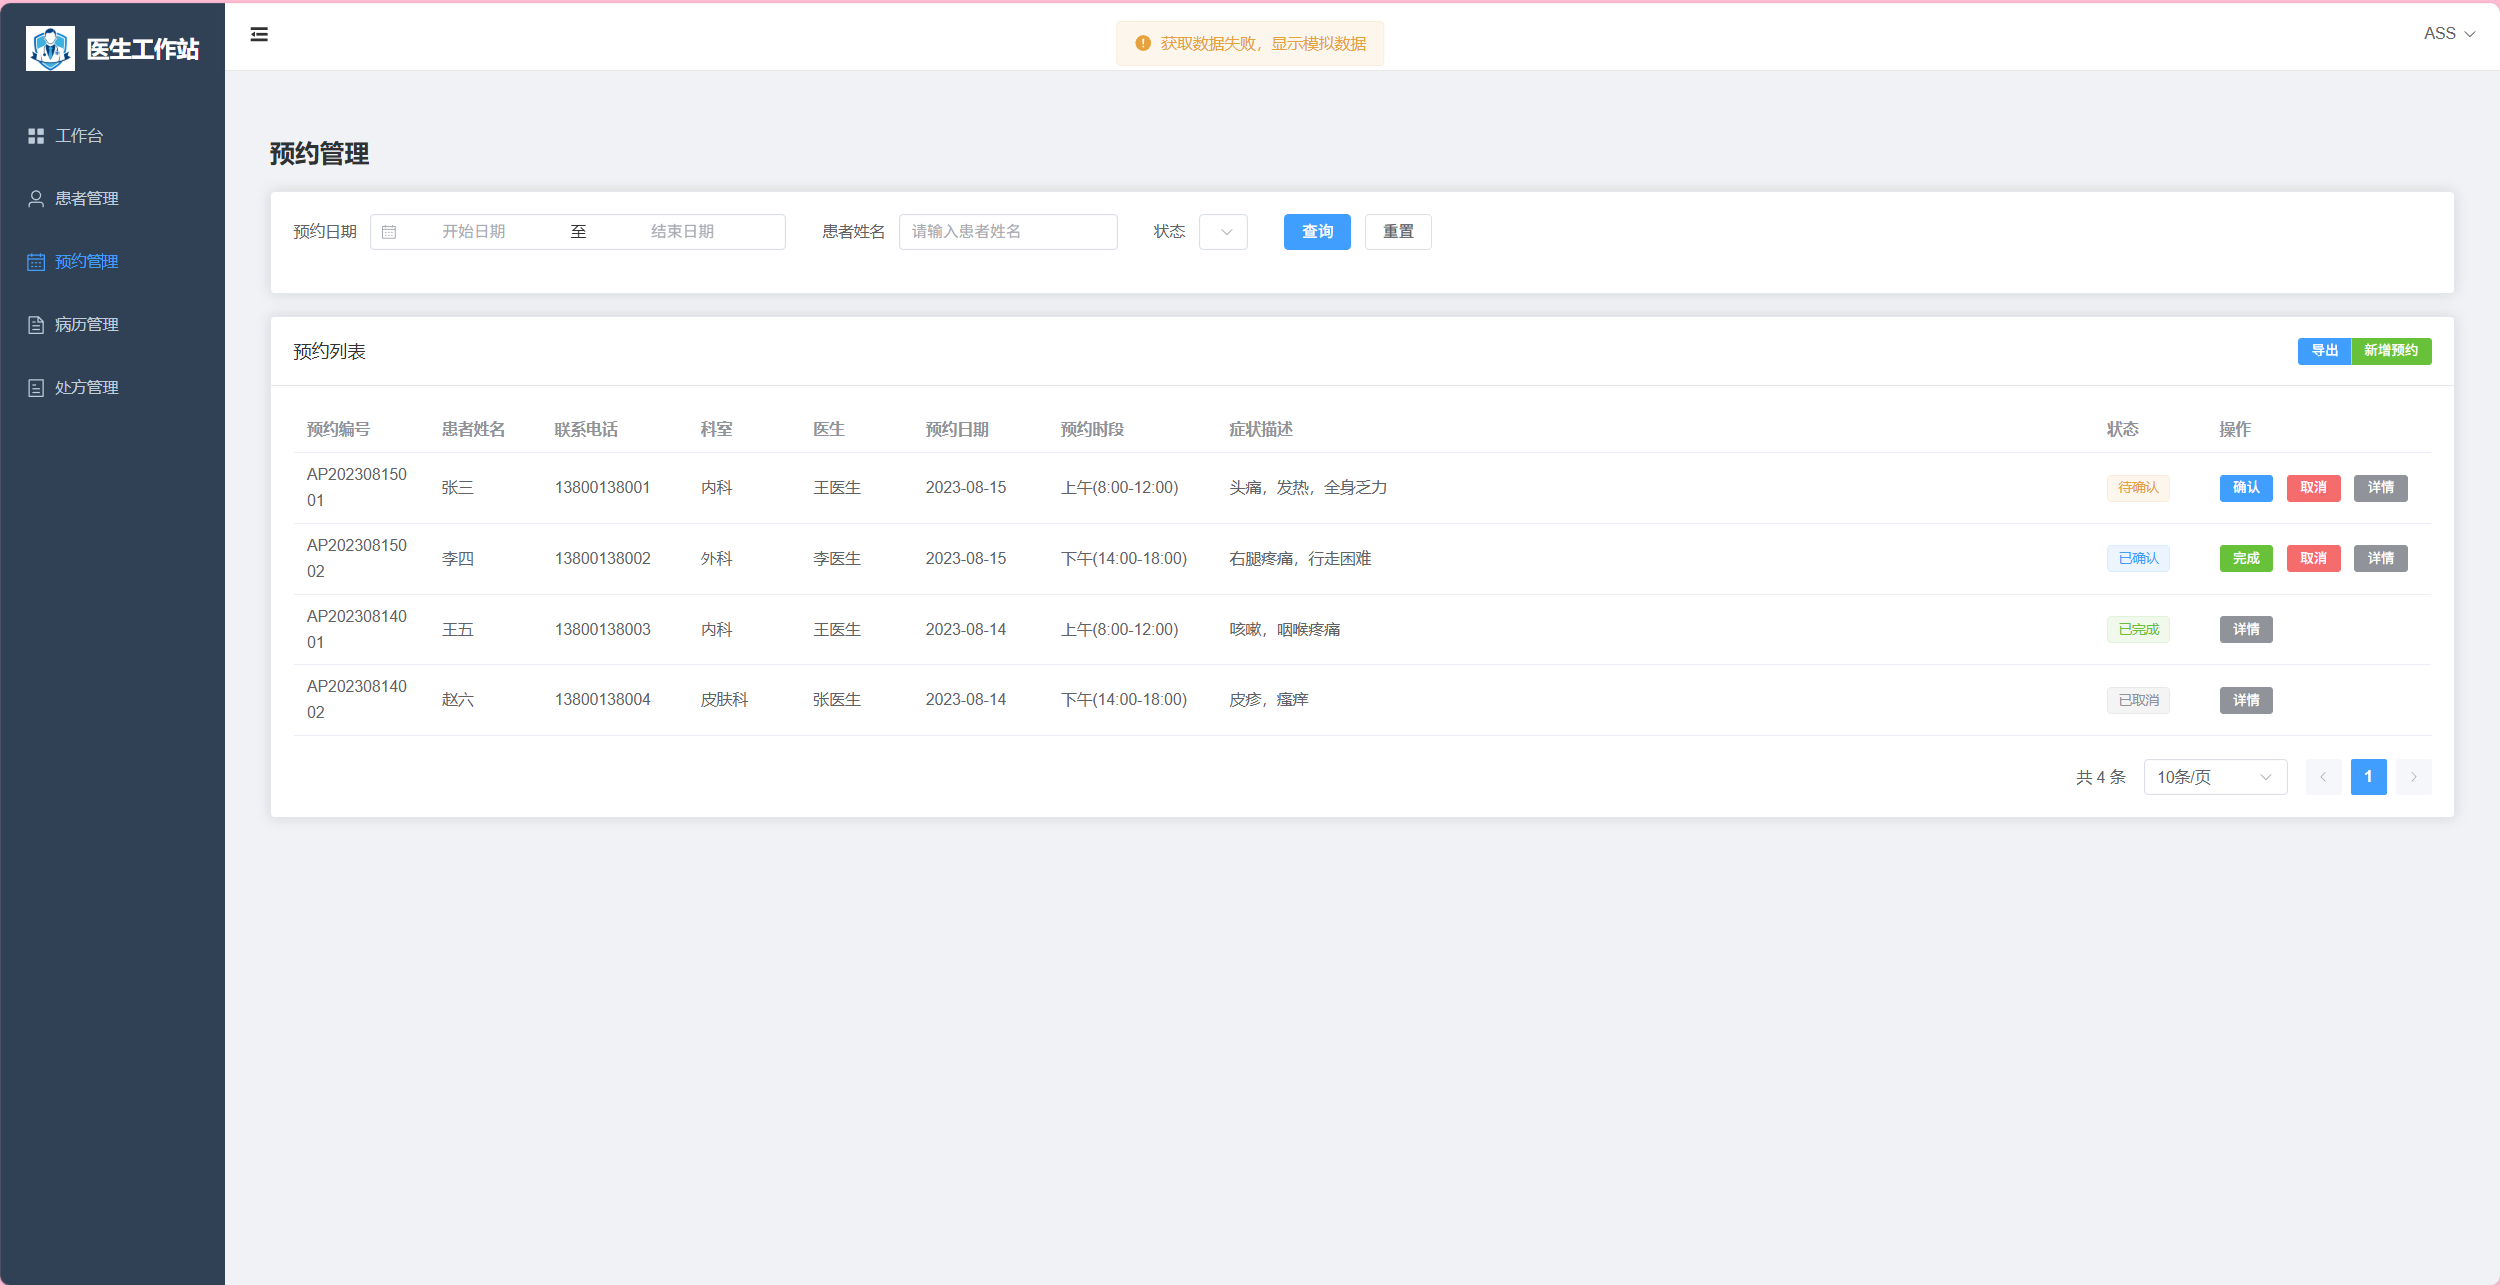 医生工作站
获取数据失败，显示模拟数据
ASS
工作台
患者管理
预约管理
病历管理
处方管理
预约管理
预约日期 开始日期 至 结束日期 患者姓名 请输入患者姓名 状态 查询 重置
预约列表 导出 新增预约
预约编号 患者姓名 联系电话 科室 医生 预约日期 预约时段 症状描述 状态 操作
AP202308150
01 张三 13800138001 内科 王医生 2023-08-15 上午(8:00-12:00) 头痛，发热，全身乏力 待确认 确认 取消 详情
AP202308150
02 李四 13800138002 外科 李医生 2023-08-15 下午(14:00-18:00) 右腿疼痛，行走困难 已确认 完成 取消 详情
AP202308140
01 王五 13800138003 内科 王医生 2023-08-14 上午(8:00-12:00) 咳嗽，咽喉疼痛 已完成 详情
AP202308140
02 赵六 13800138004 皮肤科 张医生 2023-08-14 下午(14:00-18:00) 皮疹，瘙痒 已取消 详情
共 4 条 10条/页 1